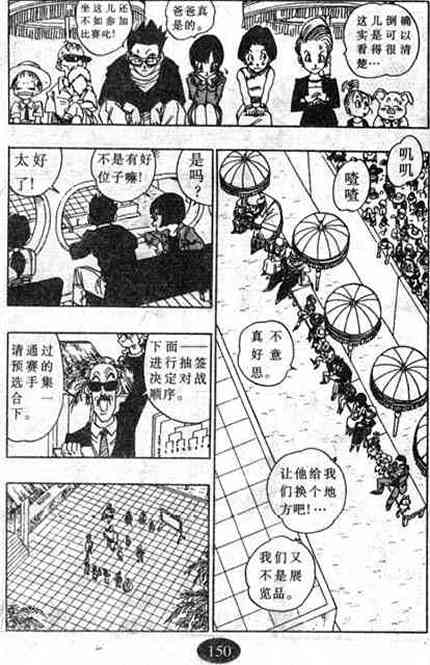 这儿倒
确实是
可以看得很
清楚…
爸爸真
是的。
坐这儿还
不如参加
比赛呢!
是吗?
不是有好
位子嘛!
太好
了!
叽叽
喳喳
真不
好意
思。
让他给我
们换个地
方吧!…
我们又
不是展
览品。
下面——
进行抽签
决定对战
顺序。
请通过
预赛的
选手集
合一下。
150